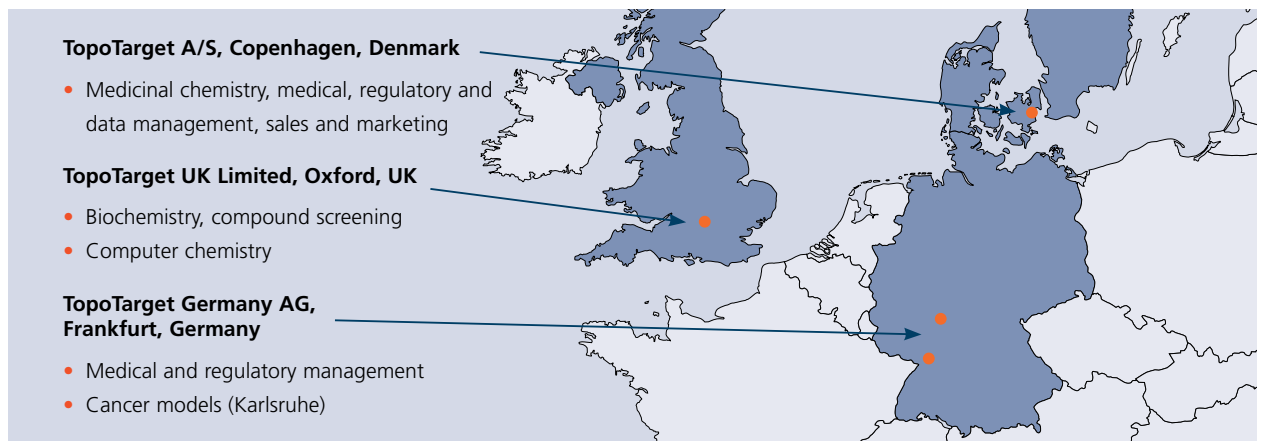 TopoTarget A/S, Copenhagen, Denmark
• Medicinal chemistry, medical, regulatory and
data management, sales and marketing
TopoTarget UK Limited, Oxford, UK
• Biochemistry, compound screening
• Computer chemistry
TopoTarget Germany AG,
Frankfurt, Germany
• Medical and regulatory management
• Cancer models (Karlsruhe)